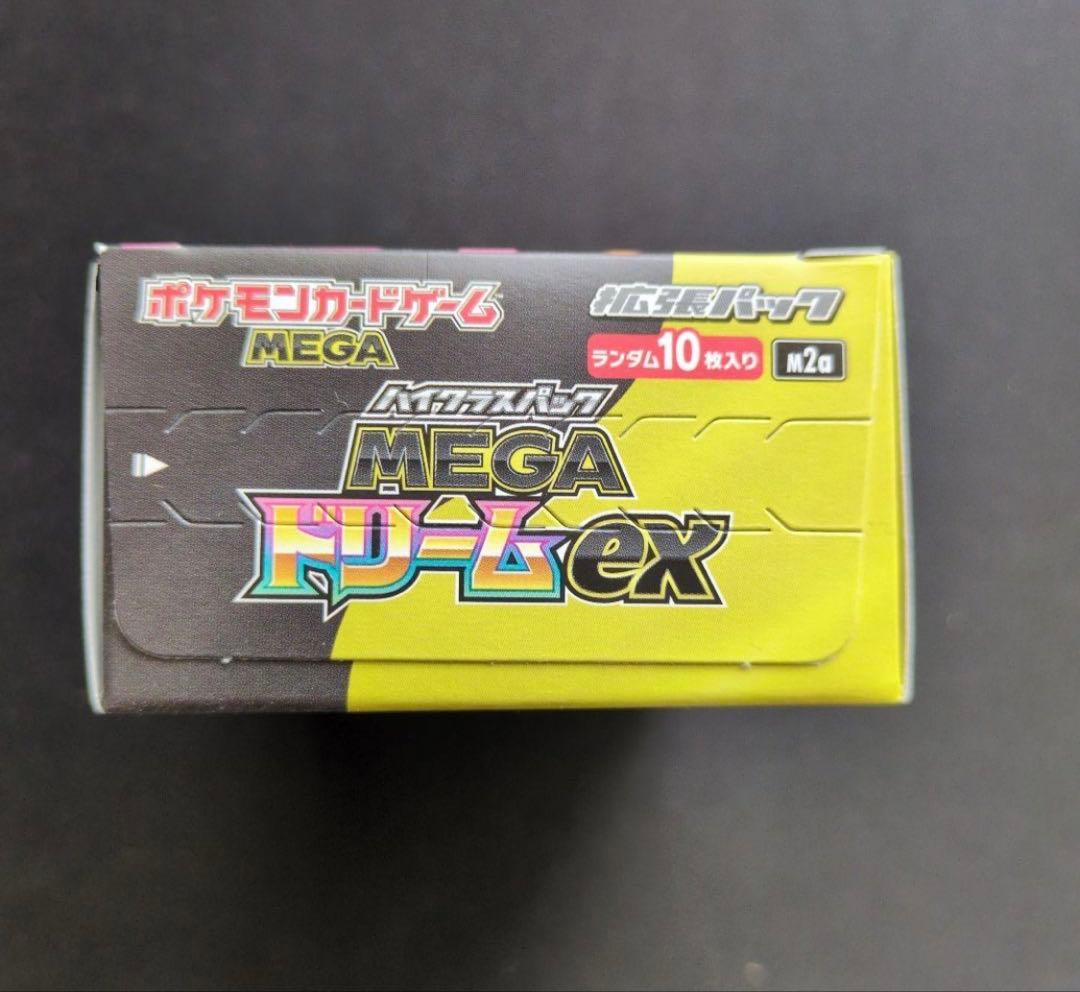 ポケモンカードゲーム
MEGA
拡張パック
ランダム10枚入り M2a
ハイクラスパック
MEGA
ドリームex